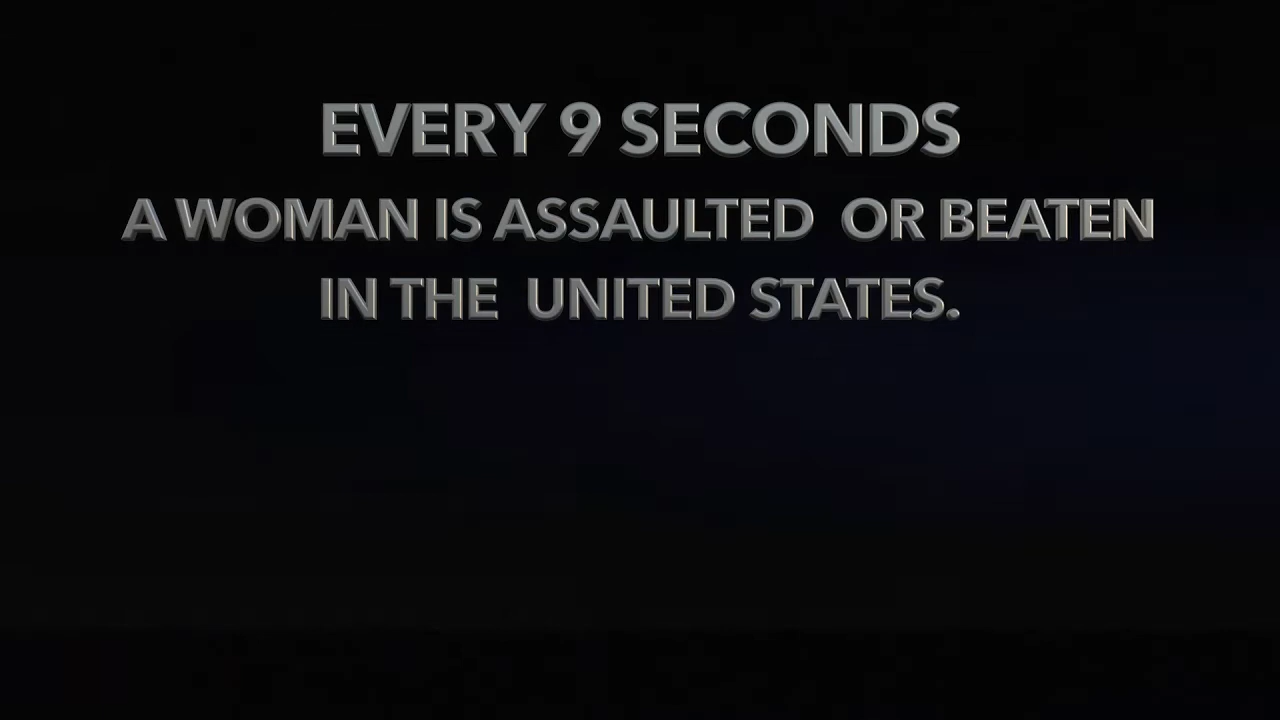 EVERY 9 SECONDS
A WOMAN IS ASSAULTED OR BEATEN
IN THE UNITED STATES.